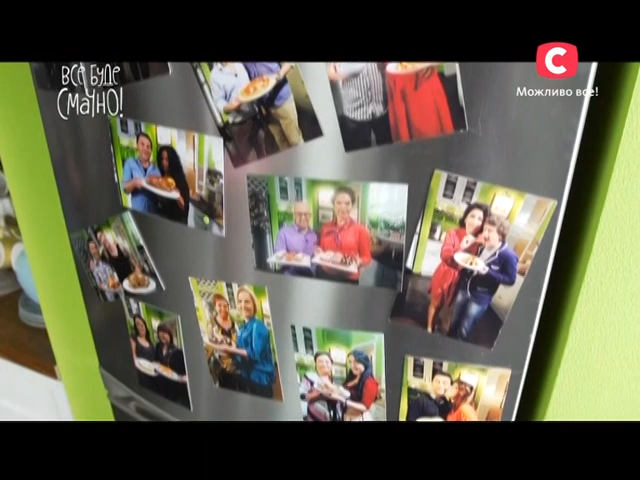 Все буде
Смачно!
Можливо все!